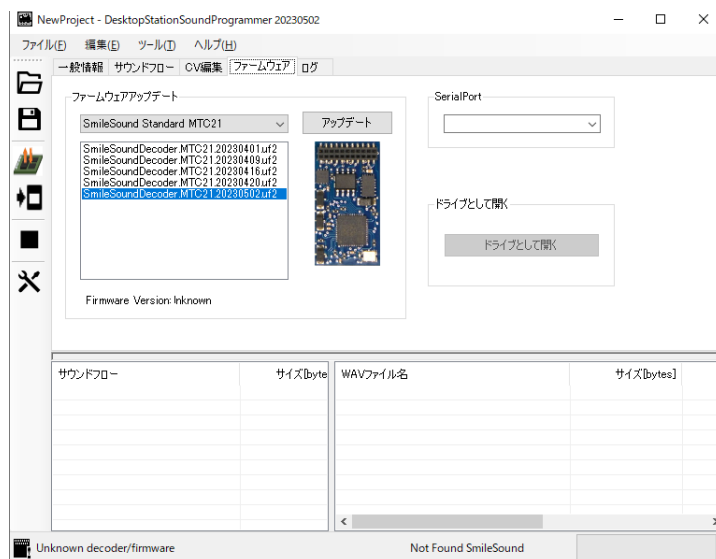 NewProject - DesktopStationSoundProgrammer 20230502
ファイル(F) 編集(E) ツール(T) ヘルプ(H)
一般情報 サウンドフロー CV編集 ファームウェア ログ
ファームウェアアップデート
SmileSound Standard MTC21
アップデート
SmileSoundDecoder.MTC21.20230401.uf2
SmileSoundDecoder.MTC21.20230409.uf2
SmileSoundDecoder.MTC21.20230416.uf2
SmileSoundDecoder.MTC21.20230420.uf2
SmileSoundDecoder.MTC21.20230502.uf2
Firmware Version: Inknown
SerialPort
ドライブとして開く
ドライブとして開く
サウンドフロー サイズ[byte
WAVファイル名 サイズ[bytes]
Unknown decoder/firmware
Not Found SmileSound